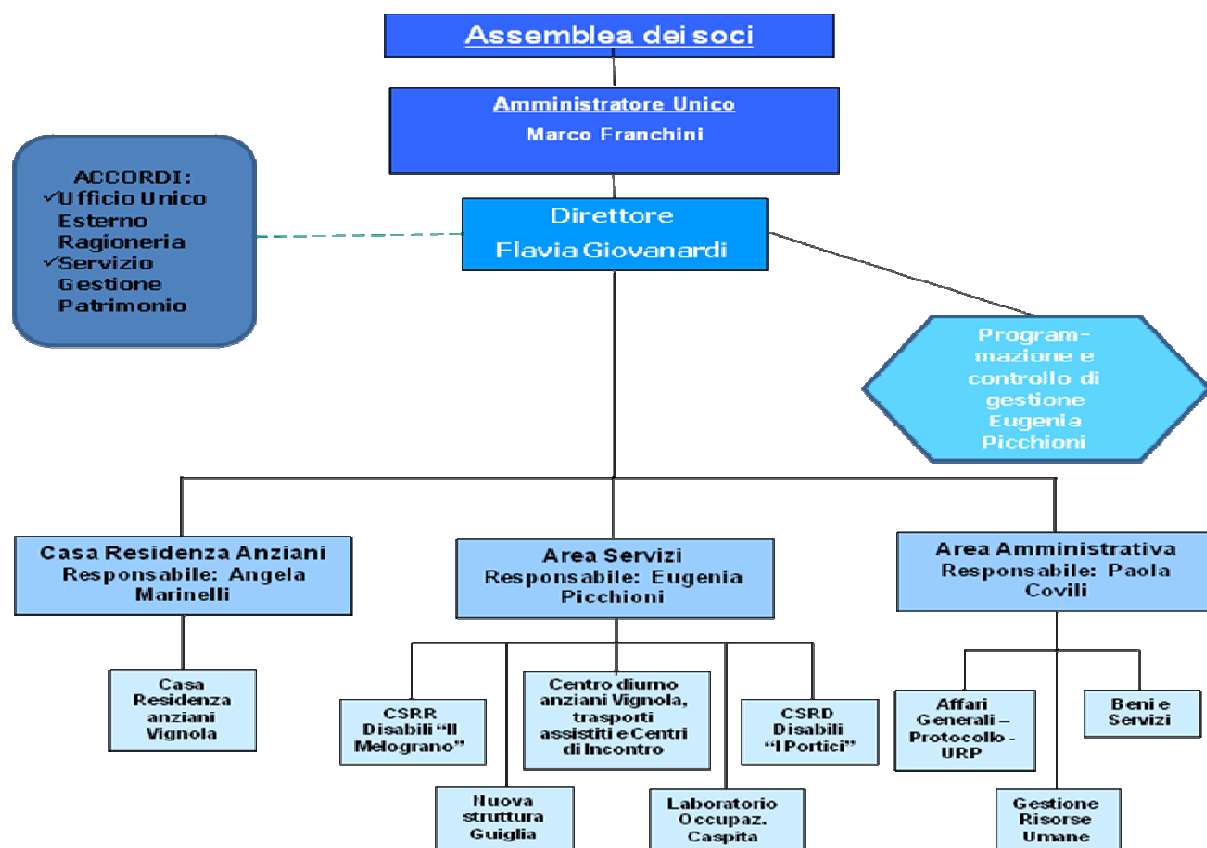 Assemblea dei soci
Amministratore Unico
Marco Franchini
ACCORDI:
✓Ufficio Unico
Esterno
Ragioneria
✓Servizio
Gestione
Patrimonio
Direttore
Flavia Giovanardi
Program-
mazione e
controllo di
gestione
Eugenia
Picchioni
Casa Residenza Anziani
Responsabile: Angela
Marinelli
Area Servizi
Responsabile: Eugenia
Picchioni
Area Amministrativa
Responsabile: Paola
Covili
Casa
Residenza
anziani
Vignola
CSRR
Disabili "Il
Melograno"
Nuova
struttura
Guiglia
Centro diurno
anziani Vignola,
trasporti
assistiti e Centri
di Incontro
Laboratorio
Occupaz.
Caspita
CSRD
Disabili
"I Portici"
Affari
Generali –
Protocollo -
URP
Gestione
Risorse
Umane
Beni e
Servizi